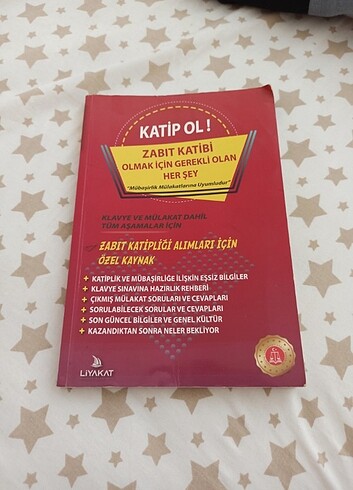 KATİP OL !
ZABIT KATİBİ
OLMAK İÇİN GEREKLİ OLAN
HER ŞEY
"Mübaşirlik Mülakatlarına Uyumludur"
KLAVYE VE MÜLAKAT DAHİL
TÜM AŞAMALAR İÇİN
ZABIT KATİPLİĞİ ALIMLARI İÇİN
ÖZEL KAYNAK
+ KATİPLİK VE MÜBAŞİRLİĞE İLİŞKİN EŞSİZ BİLGİLER
+ KLAVYE SINAVINA HAZIRLIK REHBERİ
+ ÇIKMIŞ MÜLAKAT SORULARI VE CEVAPLARI
+ SORULABİLECEK SORULAR VE CEVAPLARI
+ SON GÜNCEL BİLGİLER VE GENEL KÜLTÜR
+ KAZANDIKTAN SONRA NELER BEKLİYOR
LİYAKAT